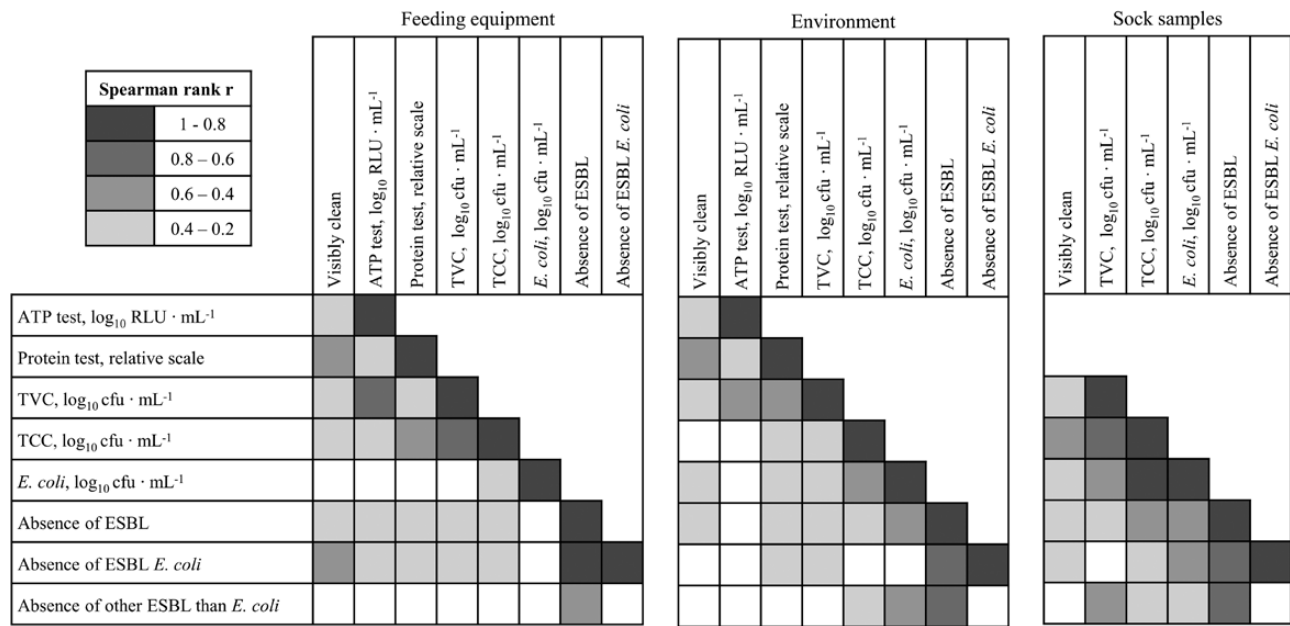 Feeding equipment
Environment
Sock samples
Spearman rank r
1 - 0.8
0.8 – 0.6
0.6 – 0.4
0.4 – 0.2
Visibly clean
ATP test, log₁₀ RLU · mL⁻¹
Protein test, relative scale
TVC, log₁₀ cfu · mL⁻¹
TCC, log₁₀ cfu · mL⁻¹
E. coli, log₁₀ cfu · mL⁻¹
Absence of ESBL
Absence of ESBL E. coli
Visibly clean
ATP test, log₁₀ RLU · mL⁻¹
Protein test, relative scale
TVC, log₁₀ cfu · mL⁻¹
TCC, log₁₀ cfu · mL⁻¹
E. coli, log₁₀ cfu · mL⁻¹
Absence of ESBL
Absence of ESBL E. coli
Visibly clean
TVC, log₁₀ cfu · mL⁻¹
TCC, log₁₀ cfu · mL⁻¹
E. coli, log₁₀ cfu · mL⁻¹
Absence of ESBL
Absence of ESBL E. coli
ATP test, log₁₀ RLU · mL⁻¹
Protein test, relative scale
TVC, log₁₀ cfu · mL⁻¹
TCC, log₁₀ cfu · mL⁻¹
E. coli, log₁₀ cfu · mL⁻¹
Absence of ESBL
Absence of ESBL E. coli
Absence of other ESBL than E. coli